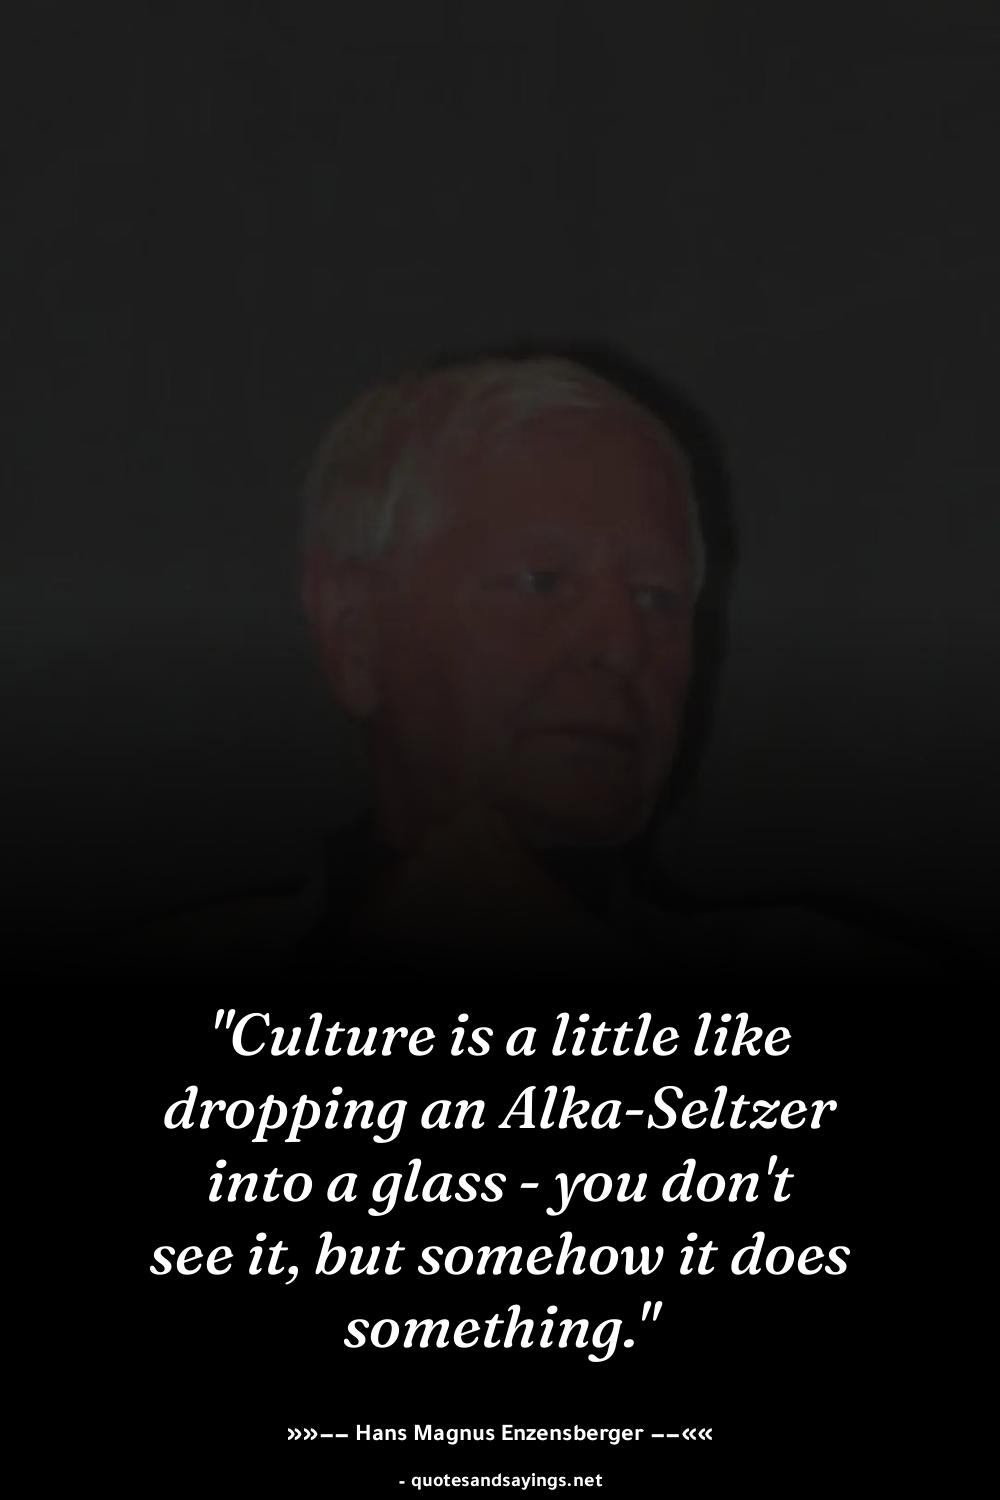 "Culture is a little like
dropping an Alka-Seltzer
into a glass - you don't
see it, but somehow it does
something."
»»–– Hans Magnus Enzensberger ––««
- quotesandsayings.net